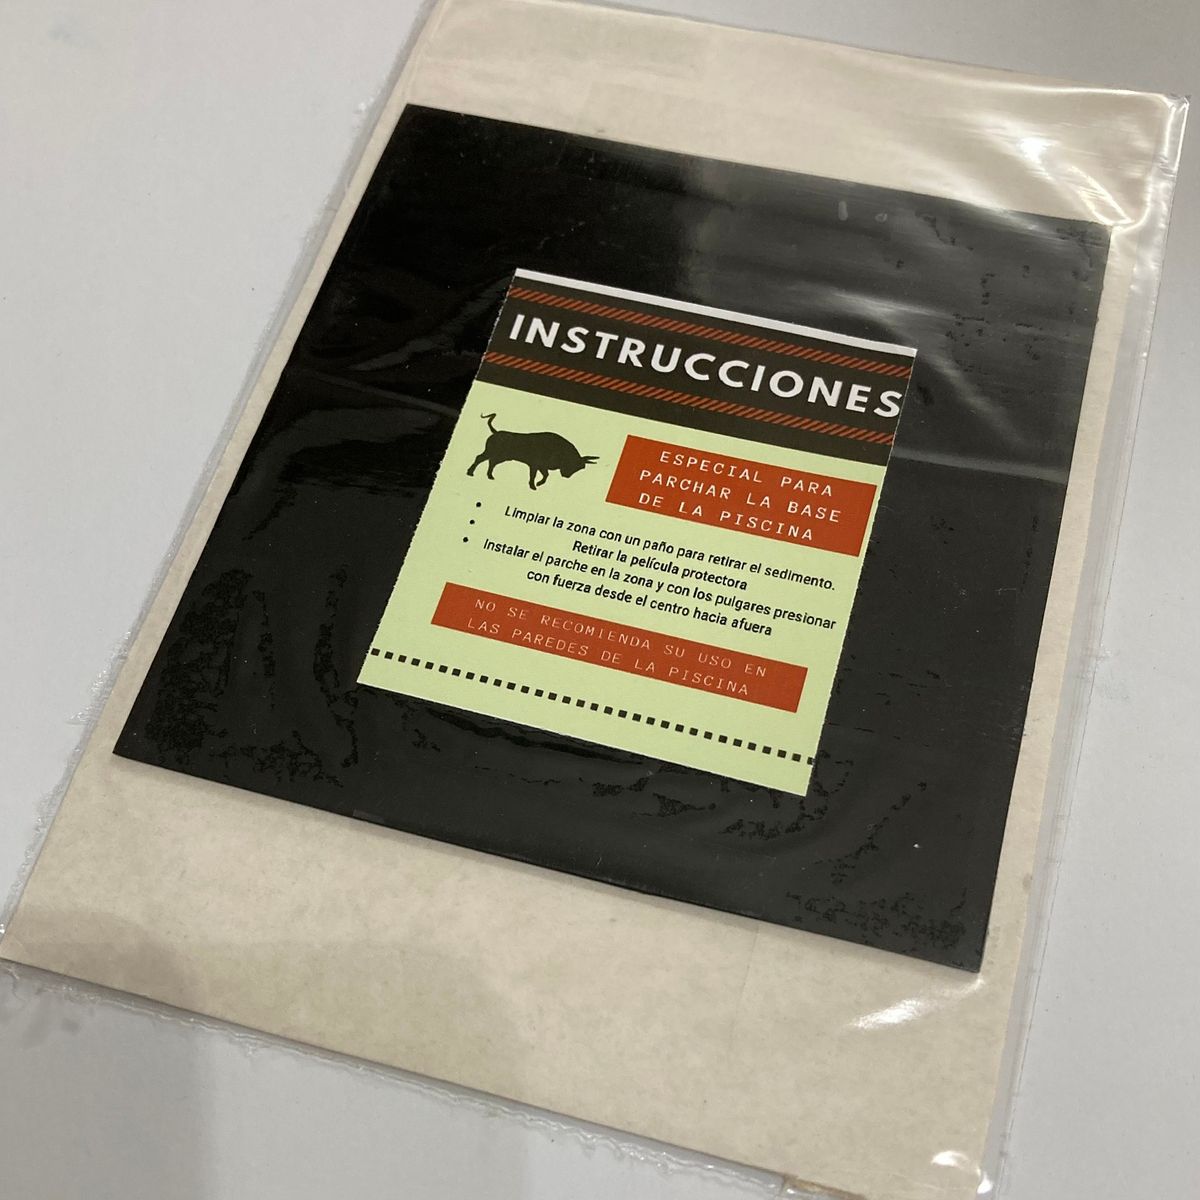 INSTRUCCIONES
ESPECIAL PARA
PARCHAR LA BASE
DE LA PISCINA
Limpiar la zona con un paño para retirar el sedimento.
Retirar la película protectora
Instalar el parche en la zona y con los pulgares presionar
con fuerza desde el centro hacia afuera
NO SE RECOMIENDA SU USO EN
LAS PAREDES DE LA PISCINA